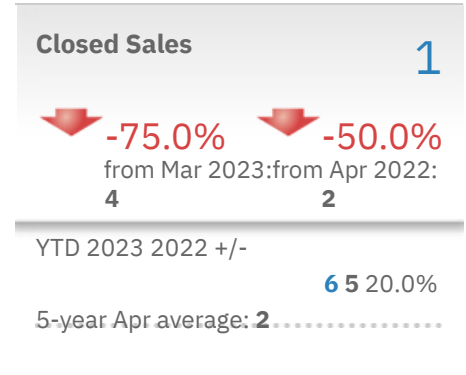 Closed Sales 1
-75.0% -50.0%
from Mar 2023:from Apr 2022:
4 2
YTD 2023 2022 +/-
6 5 20.0%
5-year Apr average: 2